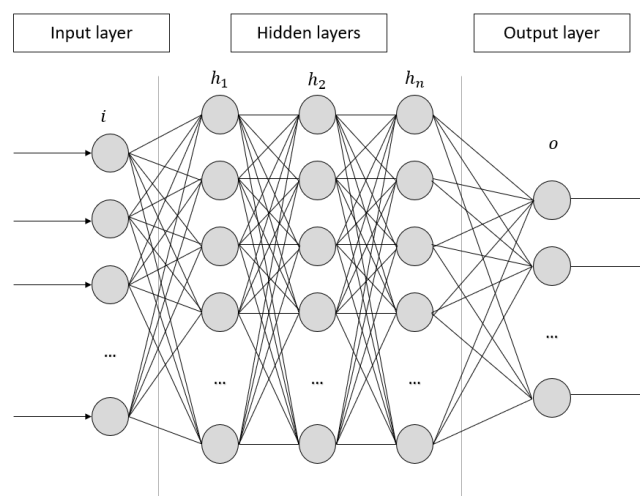 Input layer
Hidden layers
Output layer
i
h₁
h₂
hₙ
o
...
...
...
...
...